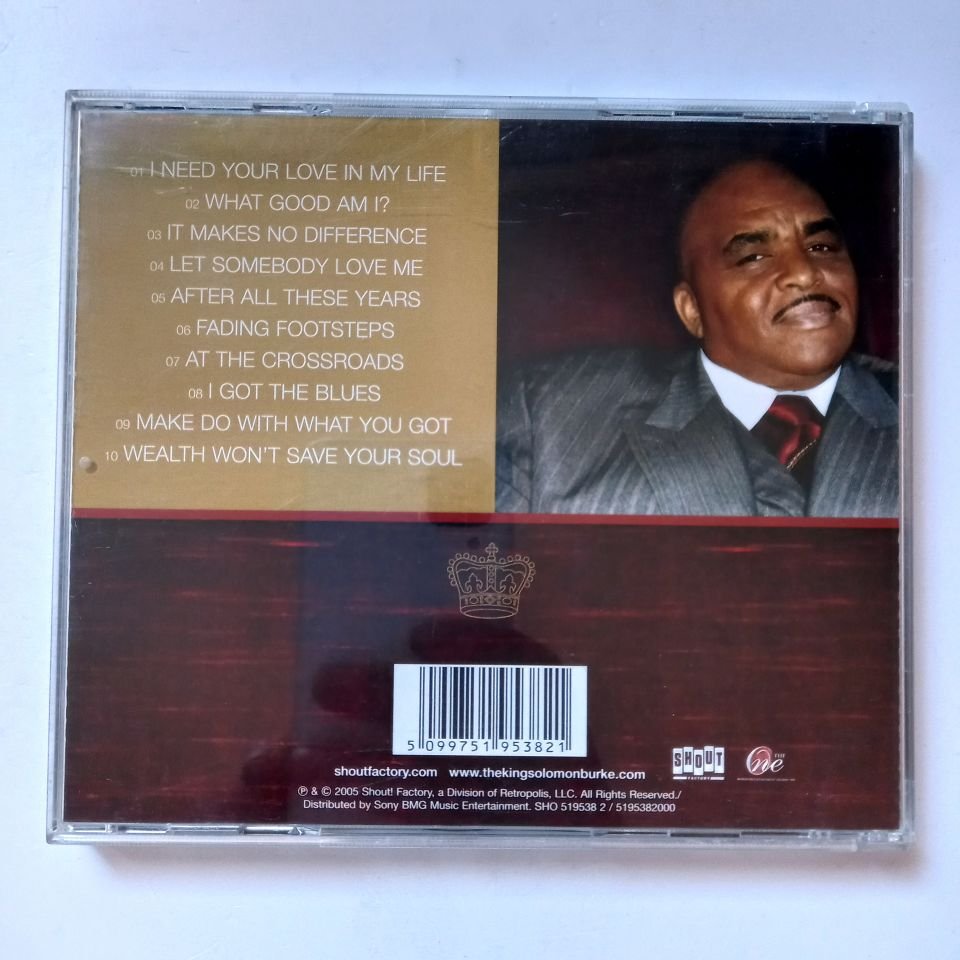 01 I NEED YOUR LOVE IN MY LIFE
02 WHAT GOOD AM I?
03 IT MAKES NO DIFFERENCE
04 LET SOMEBODY LOVE ME
05 AFTER ALL THESE YEARS
06 FADING FOOTSTEPS
07 AT THE CROSSROADS
08 I GOT THE BLUES
09 MAKE DO WITH WHAT YOU GOT
10 WEALTH WON'T SAVE YOUR SOUL
5 099751 953821
shoutfactory.com www.thekingsolomonburke.com
SHOUT
FACTORY
THE
One
℗ & © 2005 Shout! Factory, a Division of Retropolis, LLC. All Rights Reserved./
Distributed by Sony BMG Music Entertainment. SHO 519538 2 / 5195382000